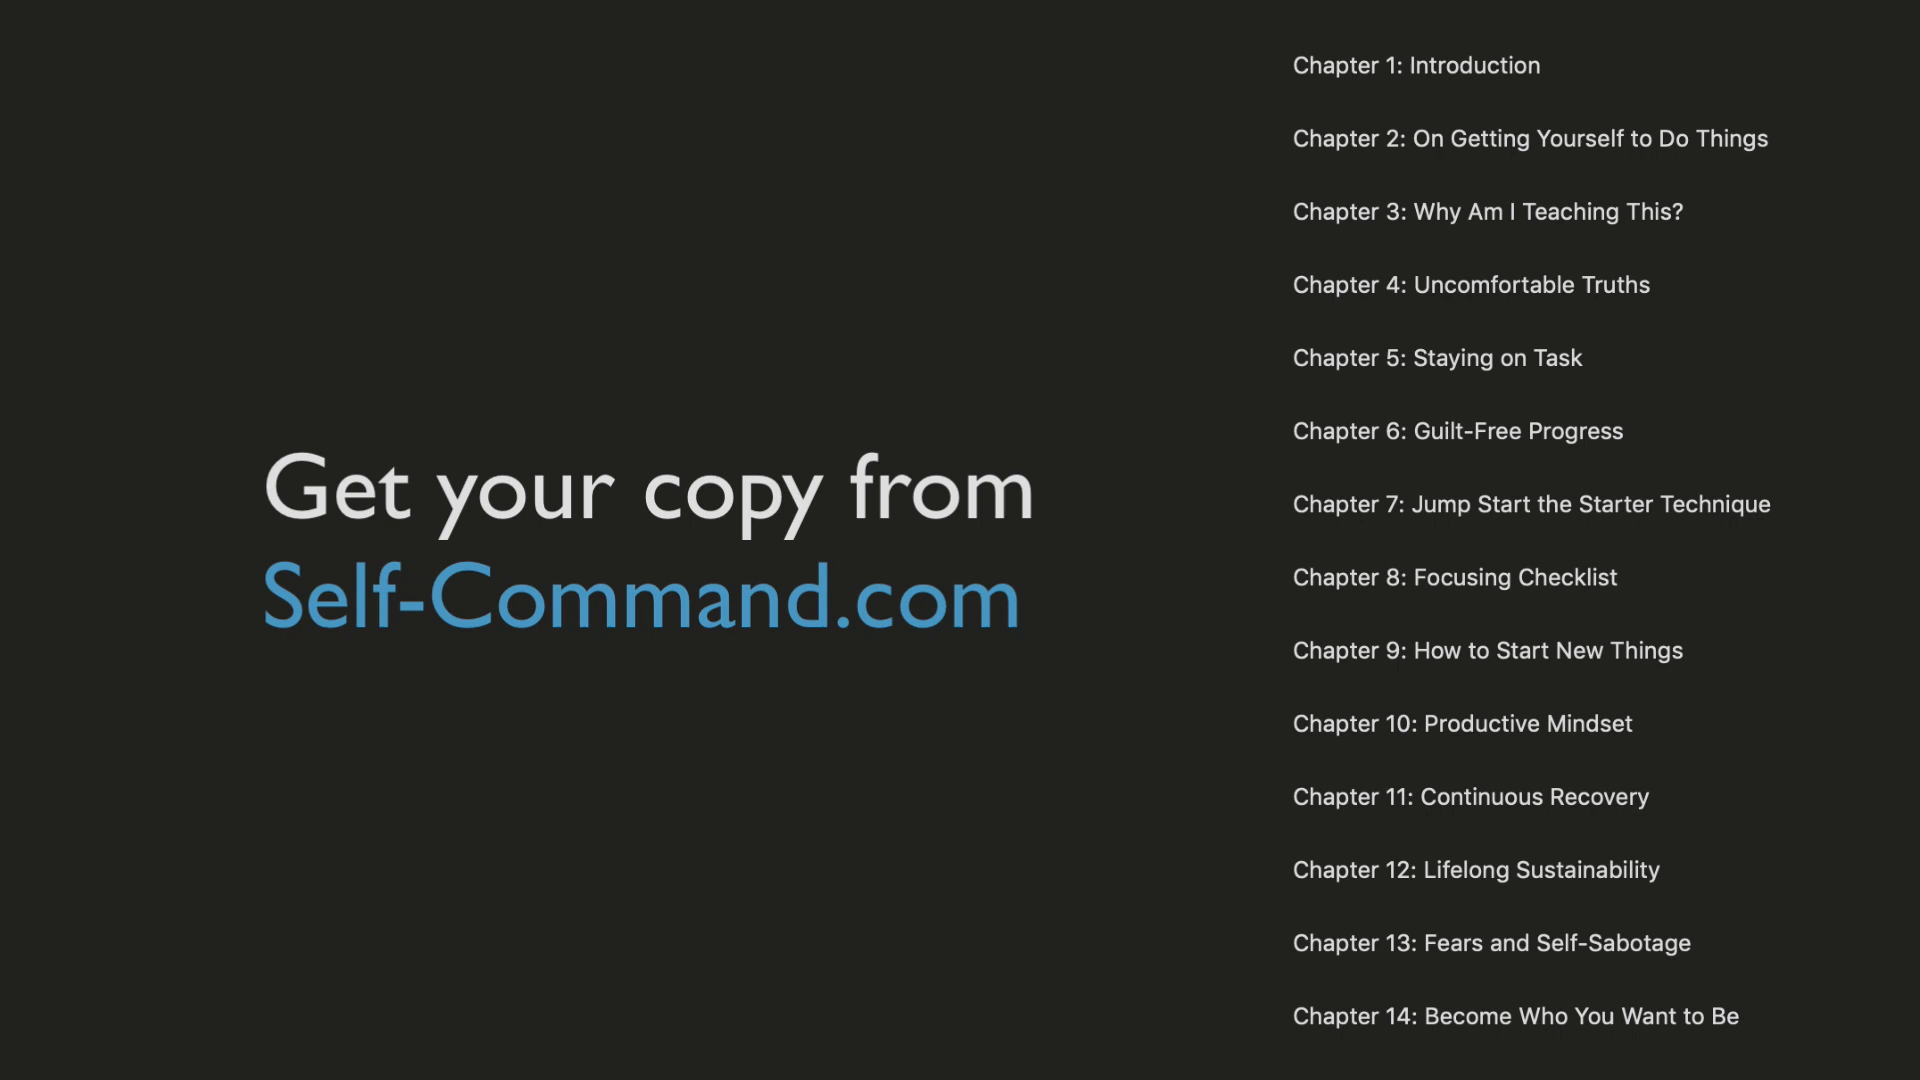 Get your copy from
Self-Command.com
Chapter 1: Introduction
Chapter 2: On Getting Yourself to Do Things
Chapter 3: Why Am I Teaching This?
Chapter 4: Uncomfortable Truths
Chapter 5: Staying on Task
Chapter 6: Guilt-Free Progress
Chapter 7: Jump Start the Starter Technique
Chapter 8: Focusing Checklist
Chapter 9: How to Start New Things
Chapter 10: Productive Mindset
Chapter 11: Continuous Recovery
Chapter 12: Lifelong Sustainability
Chapter 13: Fears and Self-Sabotage
Chapter 14: Become Who You Want to Be